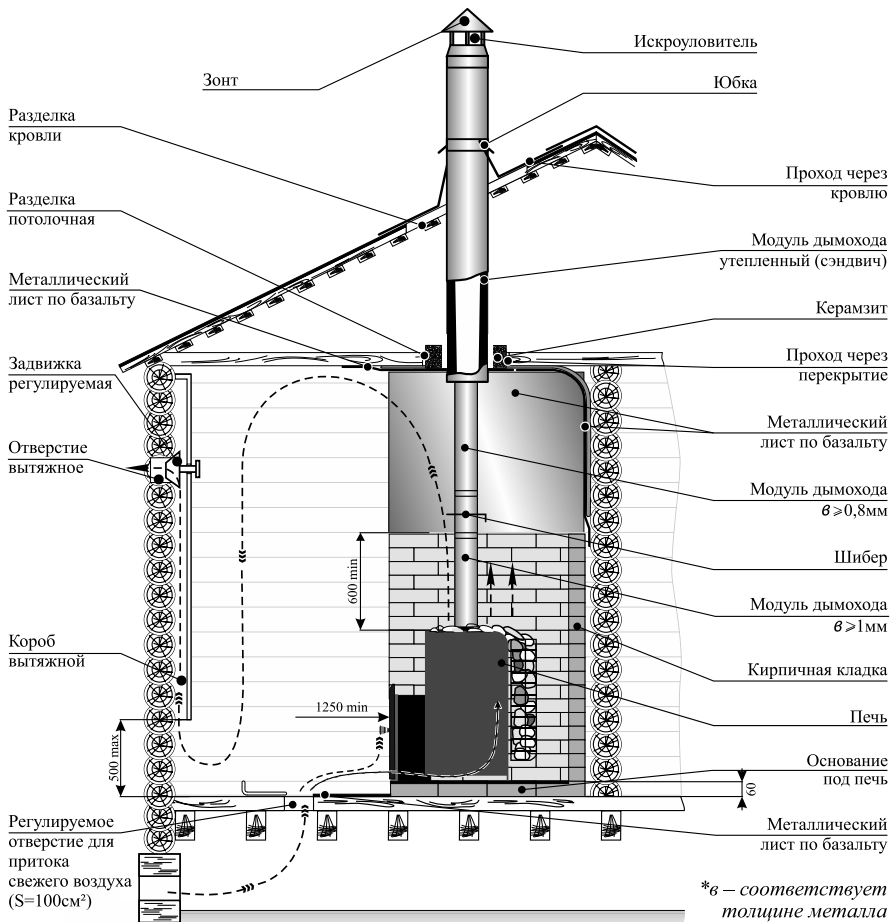 Зонт
Разделка
кровли
Разделка
потолочная
Металлический
лист по базальту
Задвижка
регулируемая
Отверстие
вытяжное
Короб
вытяжной
Регулируемое
отверстие для
притока
свежего воздуха
(S=100см²)
500 max
1250 min
600 min
60
Искроуловитель
Юбка
Проход через
кровлю
Модуль дымохода
утепленный (сэндвич)
Керамзит
Проход через
перекрытие
Металлический
лист по базальту
Модуль дымохода
в⩾0,8мм
Шибер
Модуль дымохода
в⩾1мм
Кирпичная кладка
Печь
Основание
под печь
Металлический
лист по базальту
*в – соответствует
толщине металла